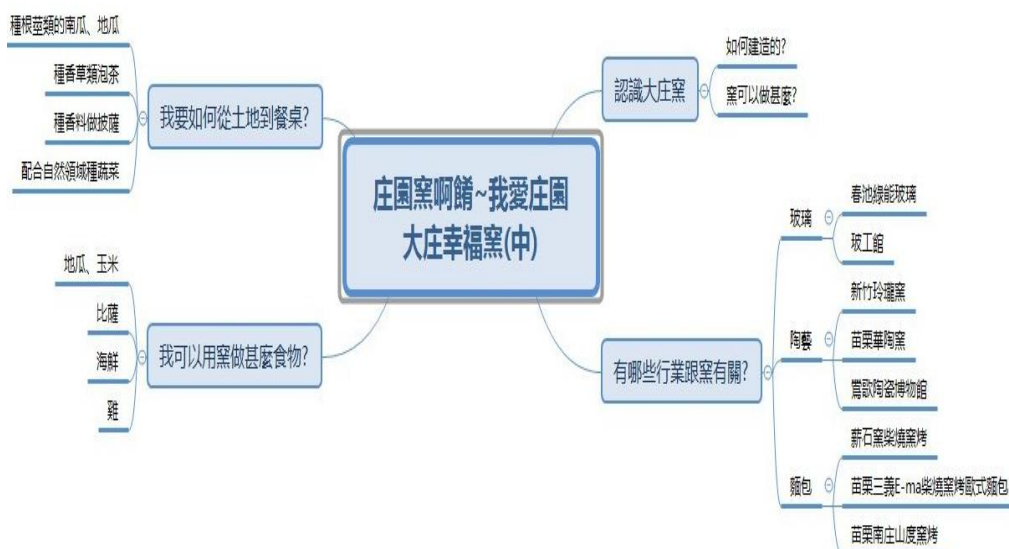 庄園窯啊餚~我愛庄園
大庄幸福窯(中)
認識大庄窯
如何建造的?
窯可以做甚麼?
有哪些行業跟窯有關?
玻璃
春池綠能玻璃
玻工館
陶藝
新竹玲瓏窯
苗栗華陶窯
鶯歌陶瓷博物館
麵包
薪石窯柴燒窯烤
苗栗三義E-ma柴燒窯烤歐式麵包
苗栗南庄山度窯烤
我要如何從土地到餐桌?
種根莖類的南瓜、地瓜
種香草類泡茶
種香料做披薩
配合自然領域種蔬菜
我可以用窯做甚麼食物?
地瓜、玉米
比薩
海鮮
雞